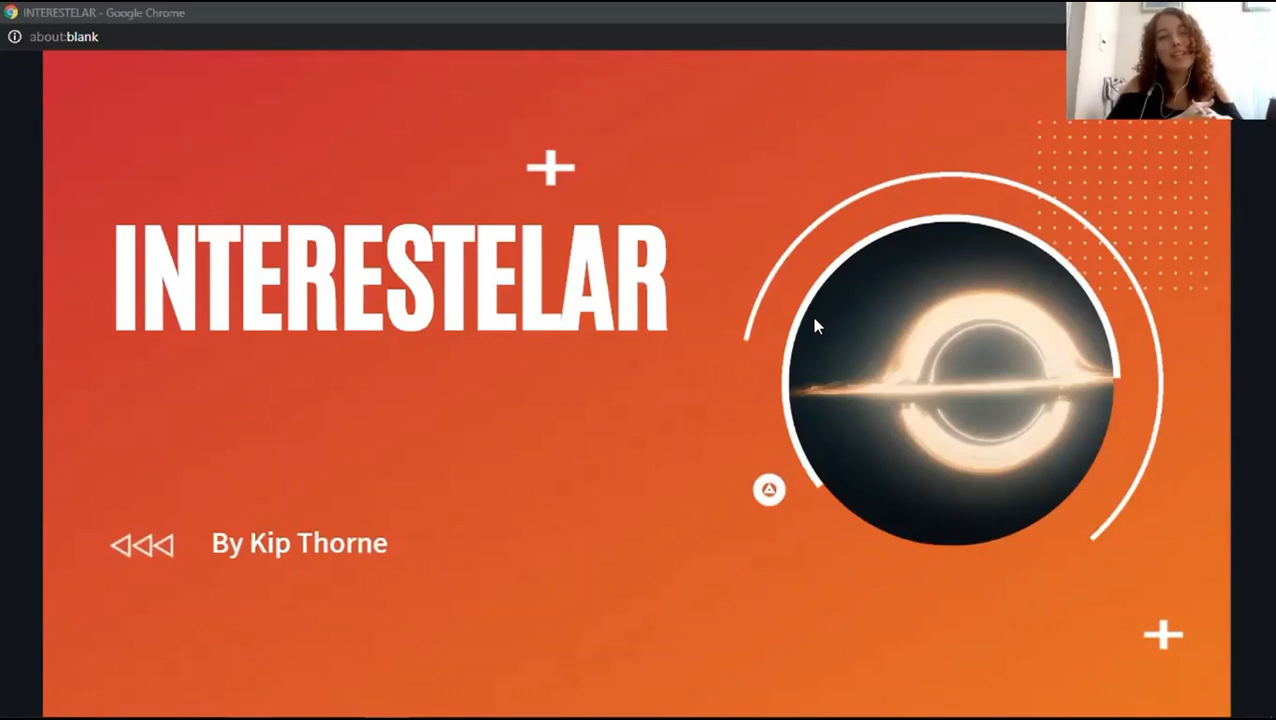 INTERESTELAR - Google Chrome
about:blank
INTERESTELAR
By Kip Thorne